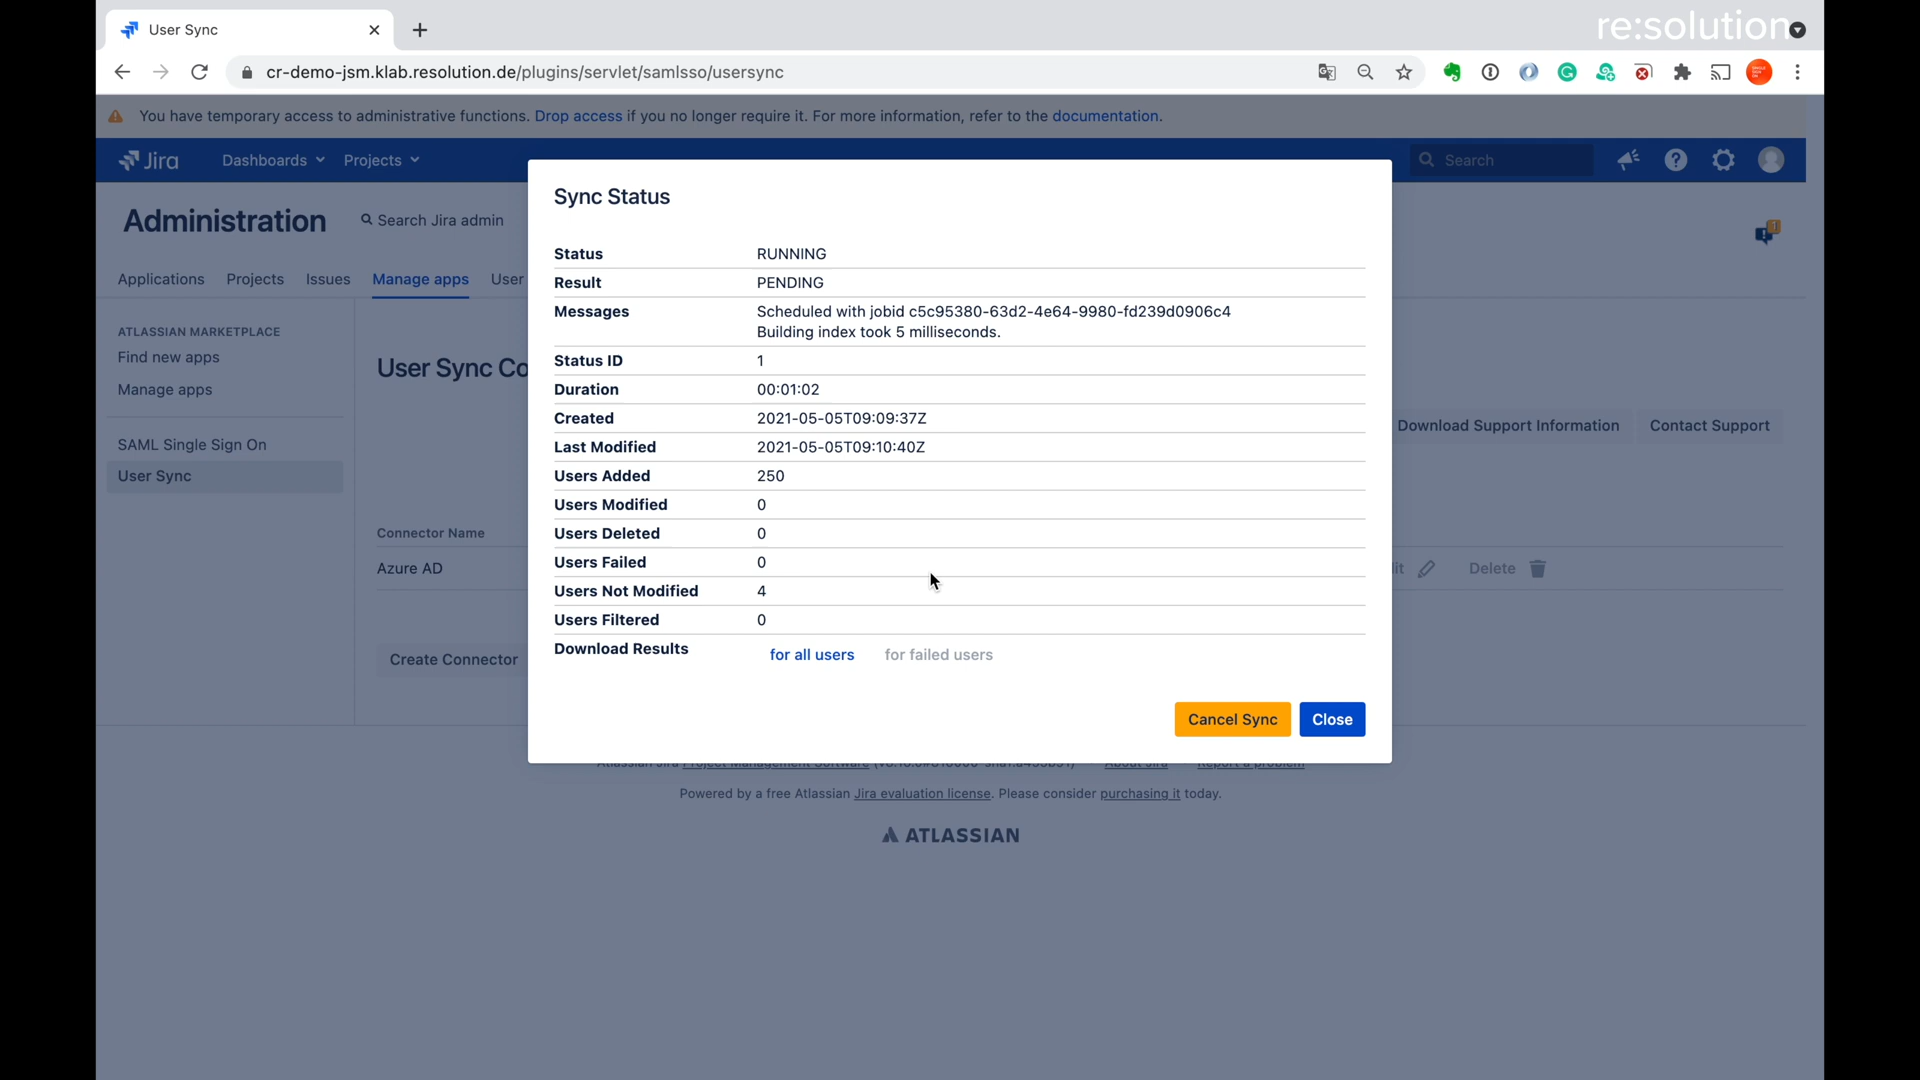 User Sync
re:solution
cr-demo-jsm.klab.resolution.de/plugins/servlet/samlsso/usersync
You have temporary access to administrative functions. Drop access if you no longer require it. For more information, refer to the documentation.
Jira Dashboards Projects Search
Administration Search Jira admin
Applications Projects Issues Manage apps User
ATLASSIAN MARKETPLACE
Find new apps
Manage apps
SAML Single Sign On
User Sync
User Sync Co
Download Support Information Contact Support
Connector Name
Azure AD
Delete
Create Connector
Sync Status
Status RUNNING
Result PENDING
Messages Scheduled with jobid c5c95380-63d2-4e64-9980-fd239d0906c4
Building index took 5 milliseconds.
Status ID 1
Duration 00:01:02
Created 2021-05-05T09:09:37Z
Last Modified 2021-05-05T09:10:40Z
Users Added 250
Users Modified 0
Users Deleted 0
Users Failed 0
Users Not Modified 4
Users Filtered 0
Download Results for all users for failed users
Cancel Sync Close
Atlassian Jira Project Management Software About Jira Report a problem
Powered by a free Atlassian Jira evaluation license. Please consider purchasing it today.
ATLASSIAN